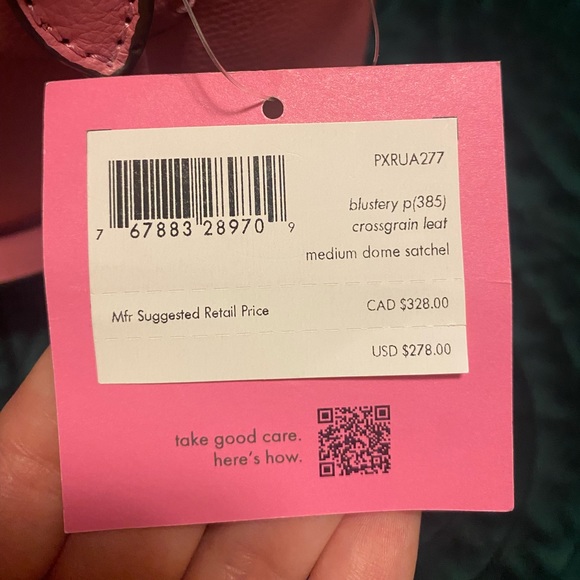 PXRUA277
7 67883 28970 9
blustery p(385)
crossgrain leat
medium dome satchel
Mfr Suggested Retail Price CAD $328.00
USD $278.00
take good care.
here's how.